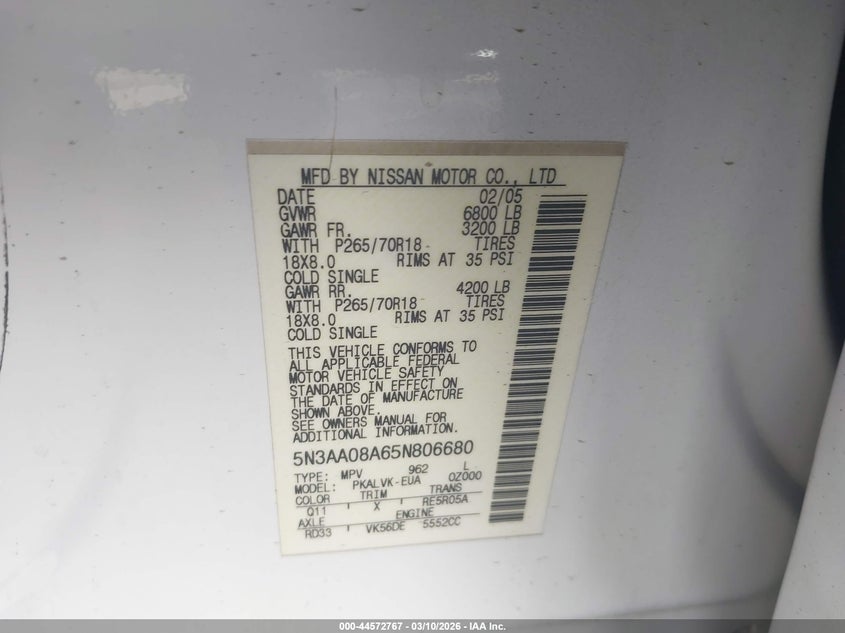 MFD BY NISSAN MOTOR CO., LTD
DATE 02/05
GVWR 6800 LB
GAWR FR. 3200 LB
WITH P265/70R18 TIRES
18X8.0 RIMS AT 35 PSI
COLD SINGLE
GAWR RR. 4200 LB
WITH P265/70R18 TIRES
18X8.0 RIMS AT 35 PSI
COLD SINGLE
THIS VEHICLE CONFORMS TO
ALL APPLICABLE FEDERAL
MOTOR VEHICLE SAFETY
STANDARDS IN EFFECT ON
THE DATE OF MANUFACTURE
SHOWN ABOVE.
SEE OWNERS MANUAL FOR
ADDITIONAL INFORMATION.
5N3AA08A65N806680
TYPE: MPV 962 L
MODEL: PKALVK-EUA 0Z000
COLOR TRIM TRANS
Q11 X RE5R05A
AXLE ENGINE
RD33 VK56DE 5552CC
000-44572767 - 03/10/2026 - IAA Inc.